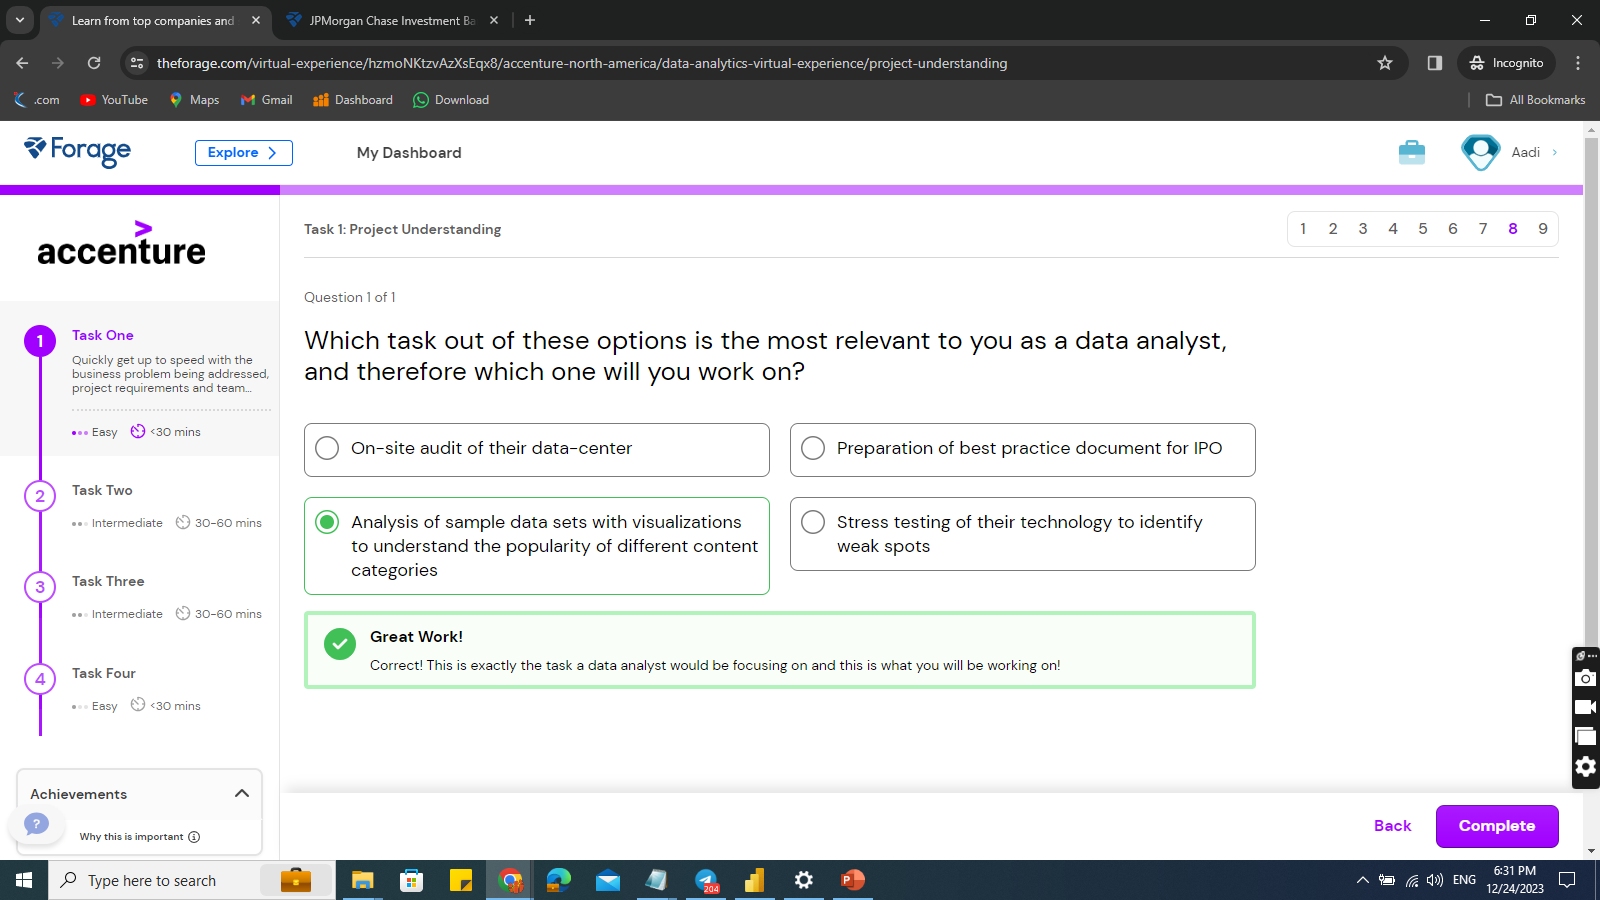 Learn from top companies and
JPMorgan Chase Investment Ba
theforage.com/virtual-experience/hzmoNKtzvAzXsEqx8/accenture-north-america/data-analytics-virtual-experience/project-understanding
Incognito
.com
YouTube
Maps
Gmail
Dashboard
Download
All Bookmarks
Forage
Explore
My Dashboard
Aadi
accenture
Task 1: Project Understanding
1 2 3 4 5 6 7 8 9
Question 1 of 1
Which task out of these options is the most relevant to you as a data analyst,
and therefore which one will you work on?
On-site audit of their data-center
Preparation of best practice document for IPO
Analysis of sample data sets with visualizations
to understand the popularity of different content
categories
Stress testing of their technology to identify
weak spots
Great Work!
Correct! This is exactly the task a data analyst would be focusing on and this is what you will be working on!
1
Task One
Quickly get up to speed with the
business problem being addressed,
project requirements and team...
Easy
<30 mins
2
Task Two
Intermediate
30-60 mins
3
Task Three
Intermediate
30-60 mins
4
Task Four
Easy
<30 mins
Achievements
?
Why this is important
Back
Complete
Type here to search
204
ENG
6:31 PM
12/24/2023